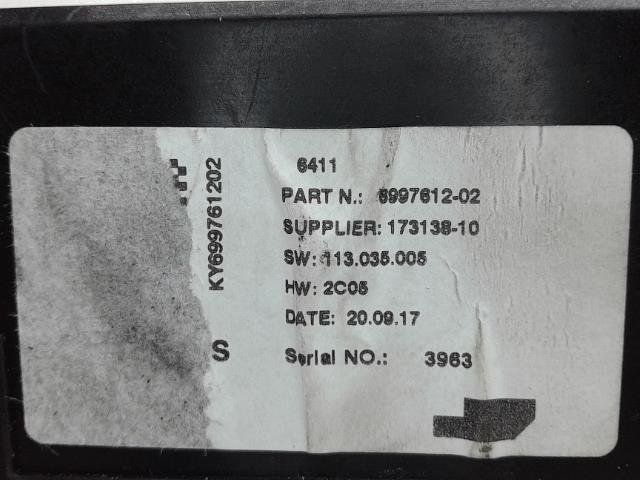 6411
PART N.: 6997612-02
SUPPLIER: 173138-10
SW: 113.035.005
HW: 2C05
DATE: 20.09.17
Serial NO.: 3963
KY699761202
S